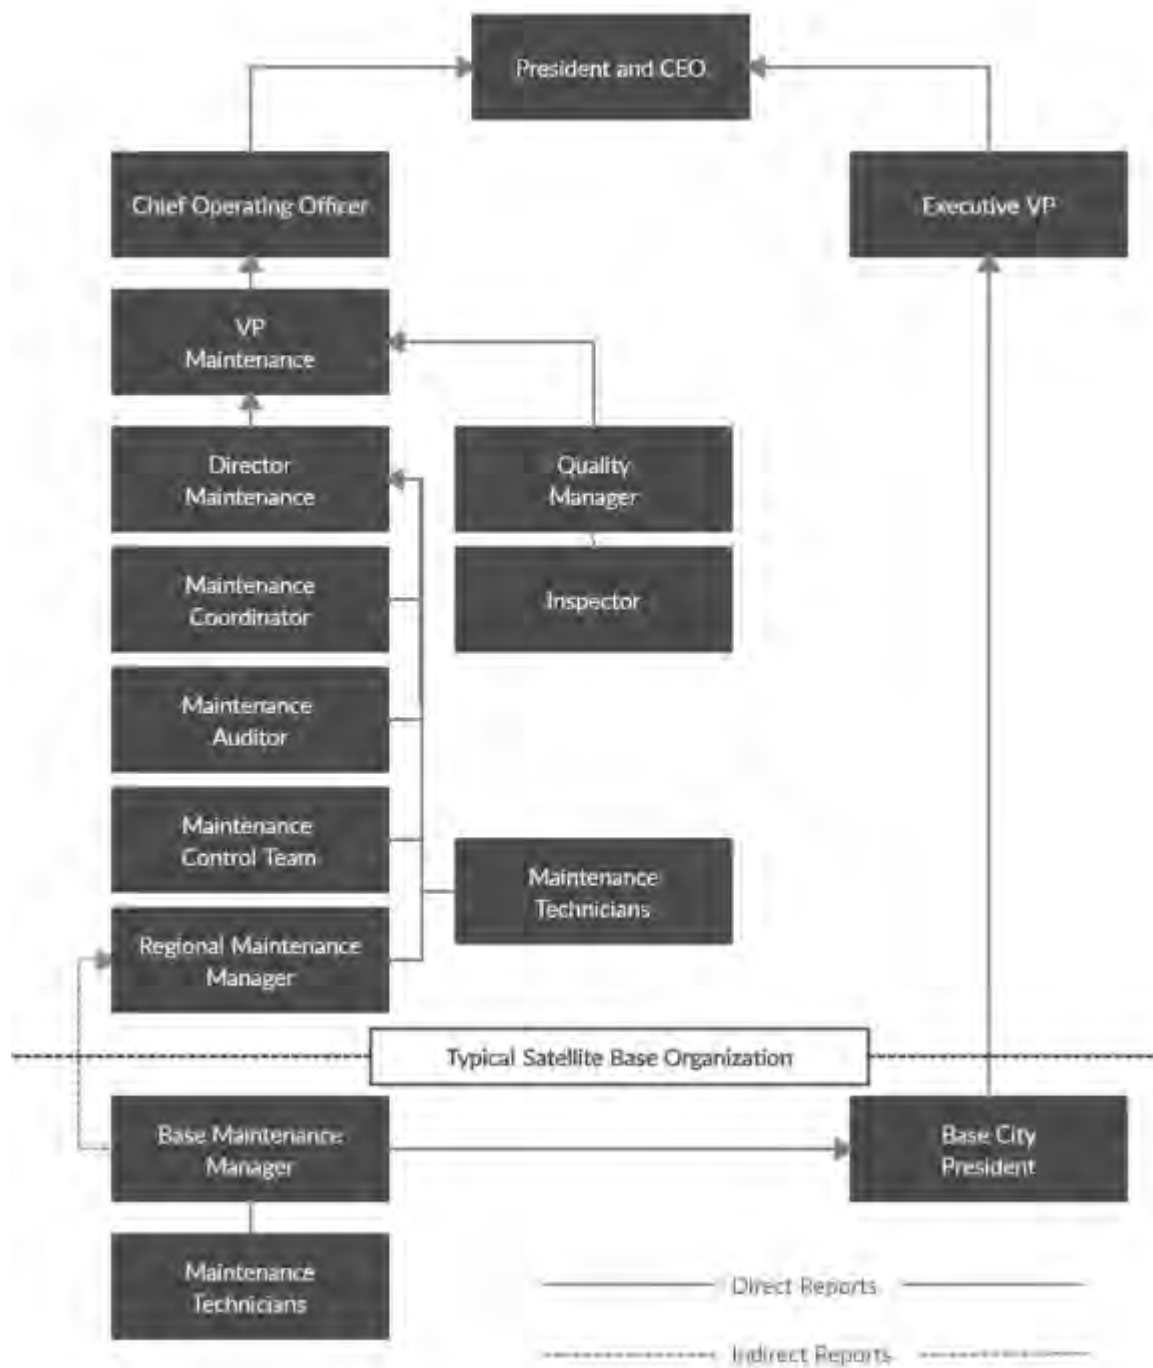 President and CEO
Chief Operating Officer
Executive VP
VP
Maintenance
Director
Maintenance
Quality
Manager
Maintenance
Coordinator
Inspector
Maintenance
Auditor
Maintenance
Control Team
Maintenance
Technicians
Regional Maintenance
Manager
Typical Satellite Base Organization
Base Maintenance
Manager
Base City
President
Maintenance
Technicians
Direct Reports
Indirect Reports